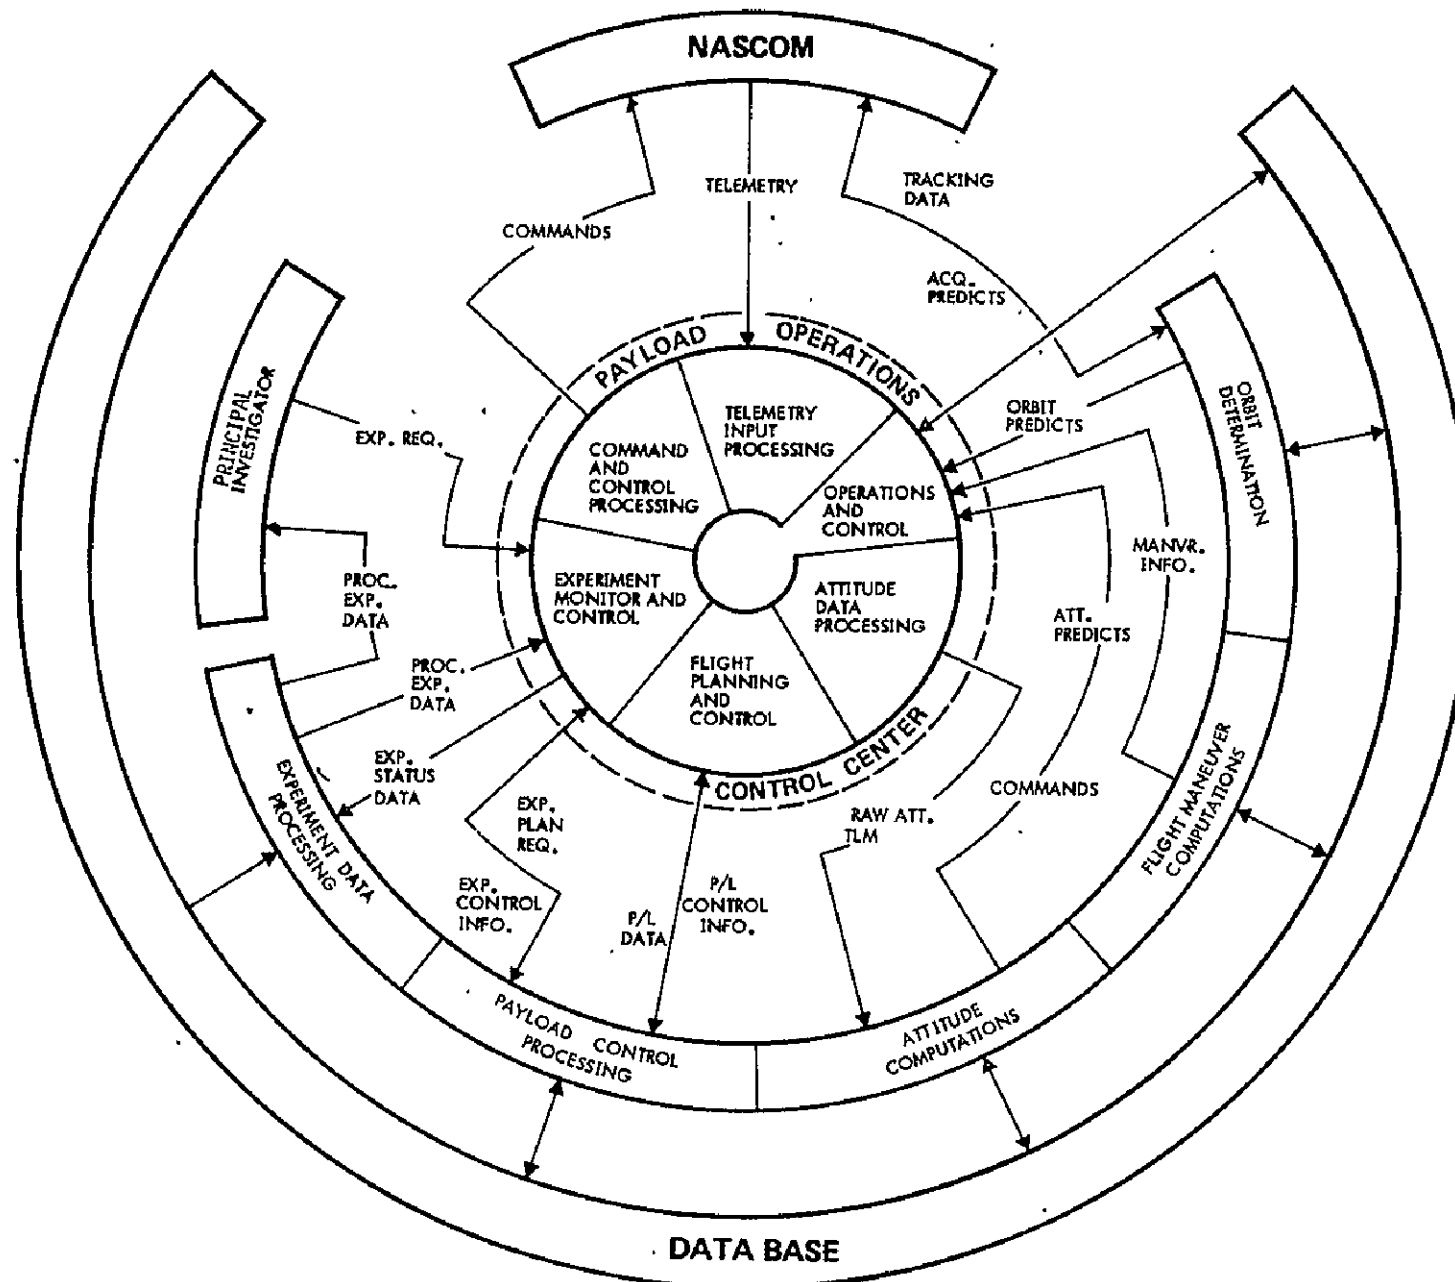 NASCOM
TELEMETRY
TRACKING
DATA
COMMANDS
ACQ.
PREDICTS
PAYLOAD OPERATIONS
CONTROL CENTER
PRINCIPAL
INVESTIGATOR
EXP. REQ.
ORBIT
PREDICTS
ORBIT
DETERMINATION
TELEMETRY
INPUT
PROCESSING
COMMAND
AND
CONTROL
PROCESSING
OPERATIONS
AND
CONTROL
EXPERIMENT
MONITOR AND
CONTROL
ATTITUDE
DATA
PROCESSING
FLIGHT
PLANNING
AND
CONTROL
MANVR.
INFO.
ATT.
PREDICTS
PROC.
EXP.
DATA
PROC.
EXP.
DATA
EXP.
STATUS
DATA
EXP.
PLAN
REQ.
EXP.
CONTROL
INFO.
P/L
DATA
P/L
CONTROL
INFO.
RAW ATT.
TLM
COMMANDS
EXPERIMENT DATA
PROCESSING
PAYLOAD CONTROL
PROCESSING
ATTITUDE
COMPUTATIONS
FLIGHT MANEUVER
COMPUTATIONS
DATA BASE